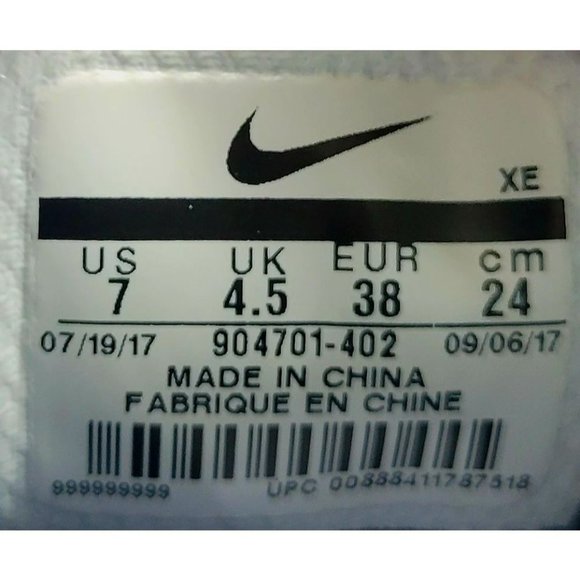 XE
US UK EUR cm
7 4.5 38 24
07/19/17 904701-402 09/06/17
MADE IN CHINA
FABRIQUE EN CHINE
999999999 UPC 00888411787518